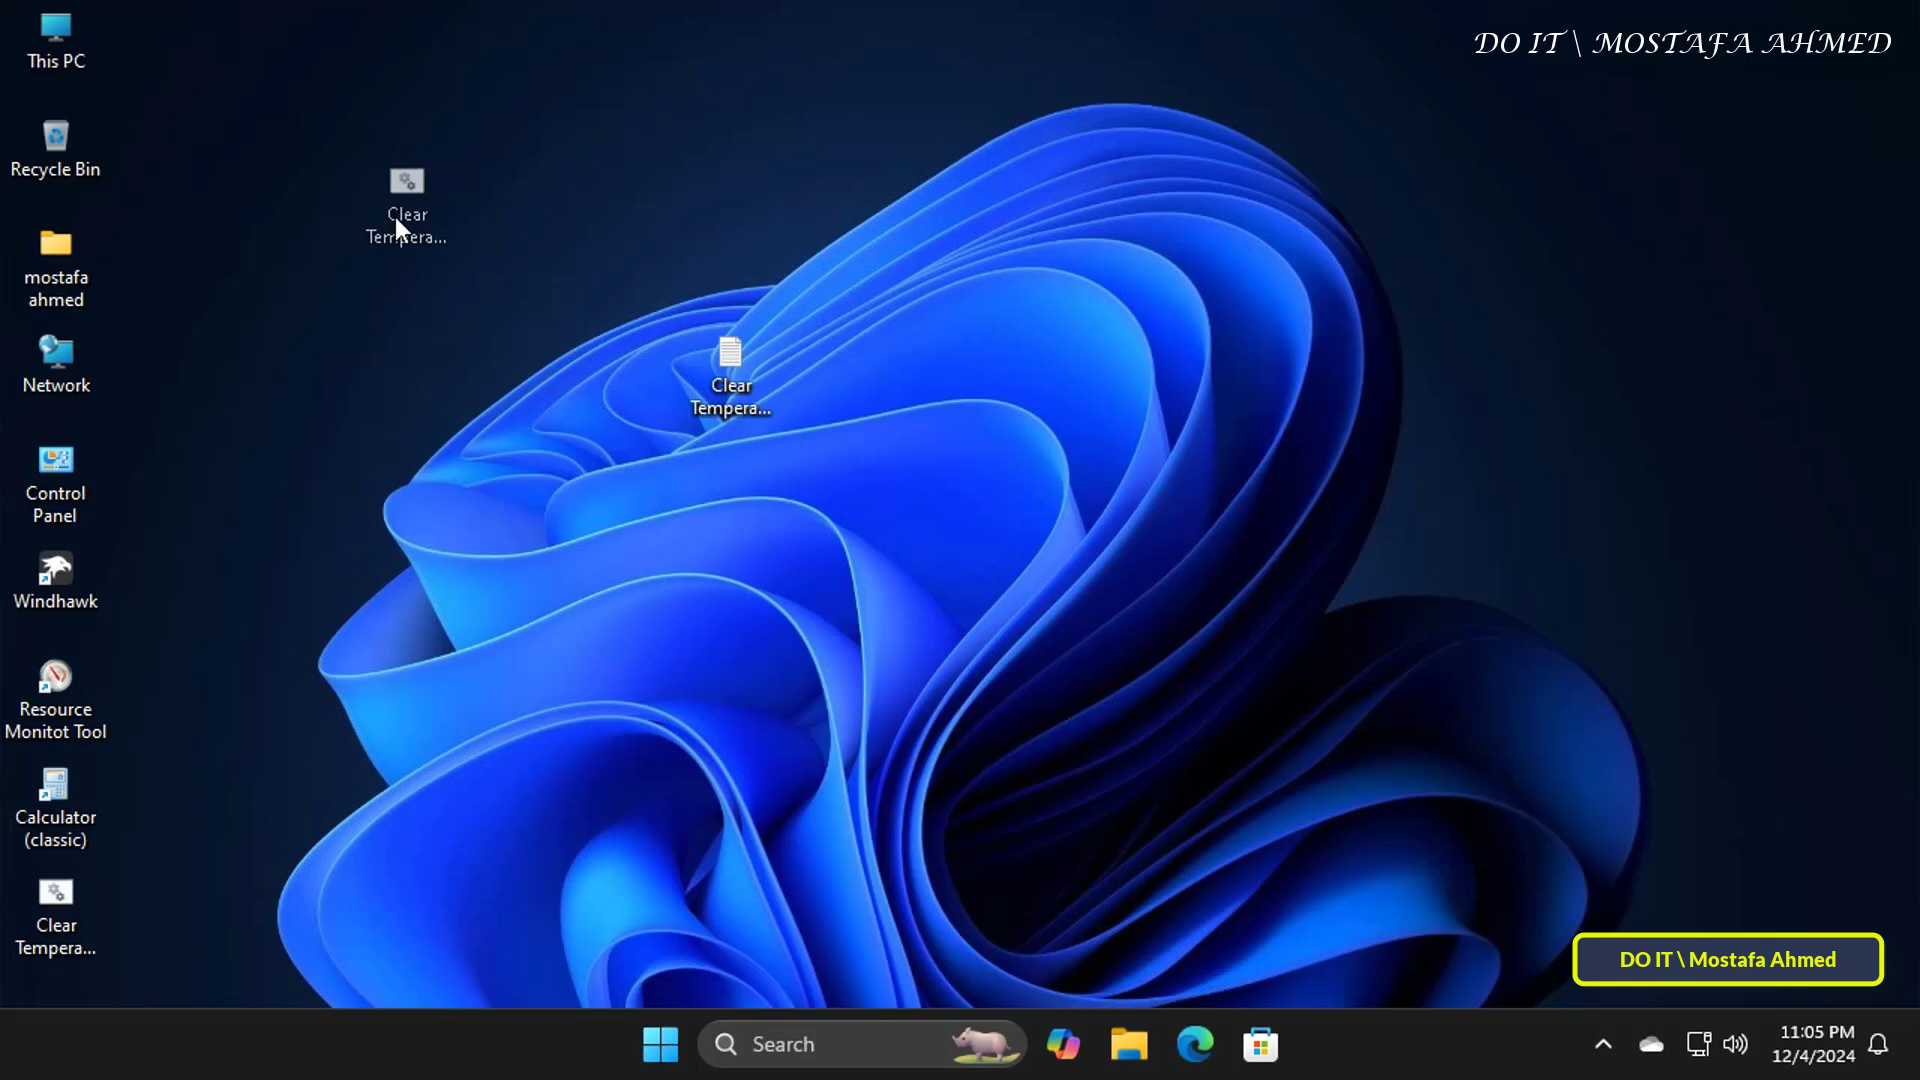 This PC
Recycle Bin
mostafa
ahmed
Network
Control
Panel
Windhawk
Resource
Monitot Tool
Calculator
(classic)
Clear
Tempera...
Clear
Tempera...
Clear
Tempera...
DO IT \ MOSTAFA AHMED
DO IT \ Mostafa Ahmed
Search
11:05 PM
12/4/2024